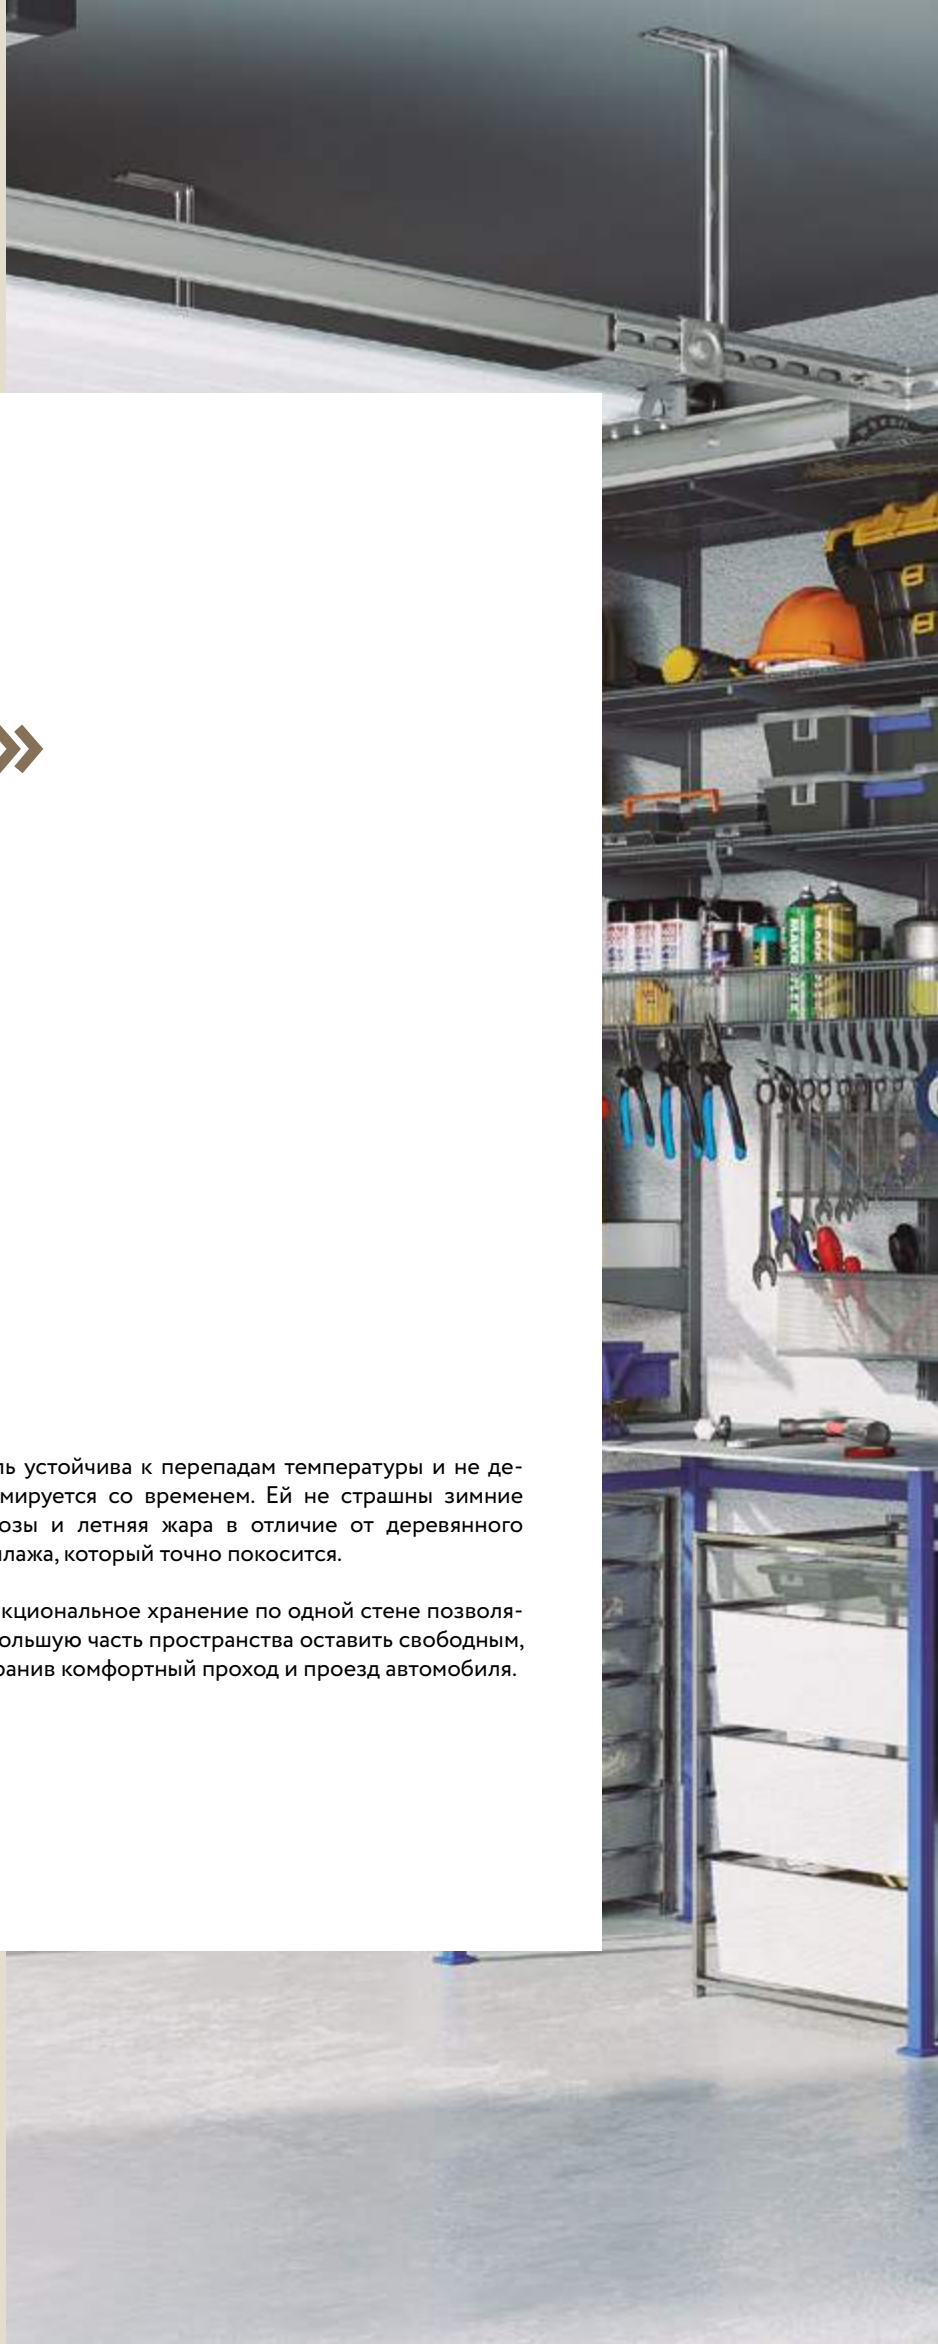 »
ль устойчива к перепадам температуры и не де-
мируется со временем. Ей не страшны зимние
озы и летняя жара в отличие от деревянного
лажа, который точно покосится.
кциональное хранение по одной стене позволя-
ольшую часть пространства оставить свободным,
ранив комфортный проход и проезд автомобиля.